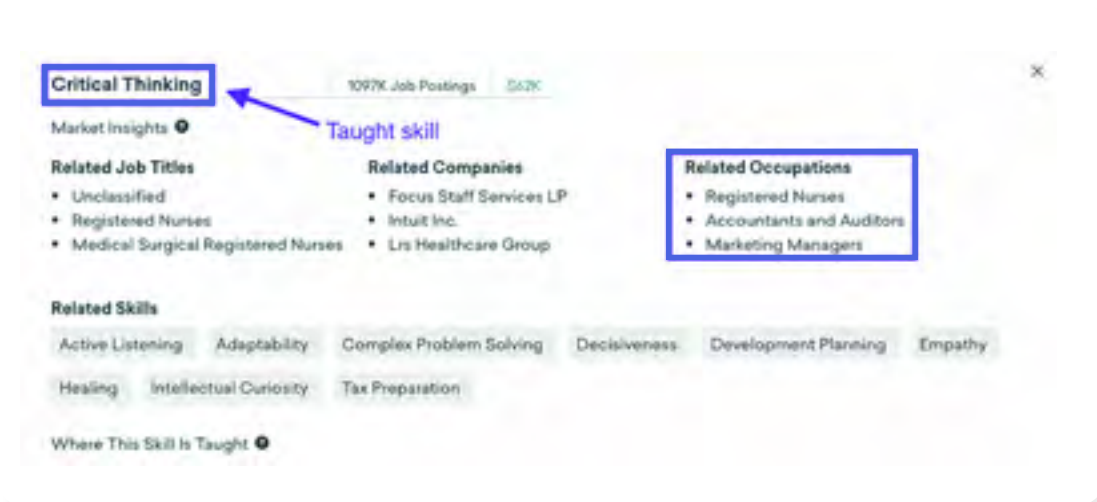 Critical Thinking
1097K Job Postings
$62K
Market Insights
Taught skill
Related Job Titles
• Unclassified
• Registered Nurses
• Medical Surgical Registered Nurses
Related Companies
• Focus Staff Services LP
• Intuit Inc.
• Lrs Healthcare Group
Related Occupations
• Registered Nurses
• Accountants and Auditors
• Marketing Managers
Related Skills
Active Listening Adaptability Complex Problem Solving Decisiveness Development Planning Empathy
Healing Intellectual Curiosity Tax Preparation
Where This Skill Is Taught